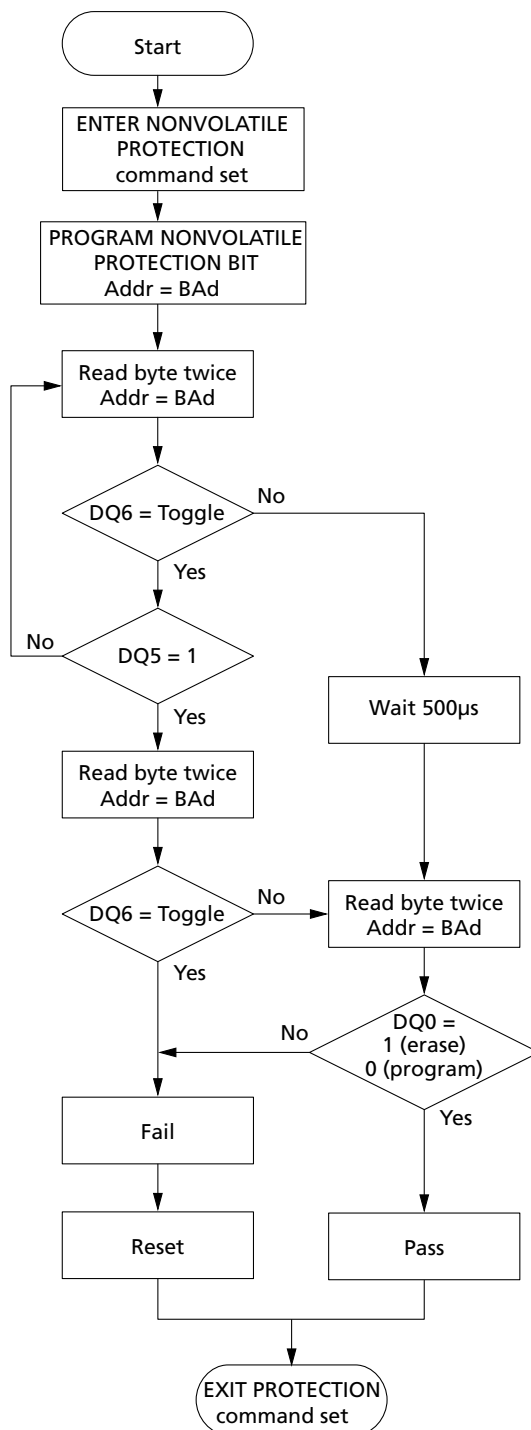 Start
ENTER NONVOLATILE
PROTECTION
command set
PROGRAM NONVOLATILE
PROTECTION BIT
Addr = BAd
Read byte twice
Addr = BAd
DQ6 = Toggle
No
Yes
DQ5 = 1
No
Yes
Wait 500µs
Read byte twice
Addr = BAd
DQ6 = Toggle
No
Yes
Read byte twice
Addr = BAd
DQ0 =
1 (erase)
0 (program)
No
Yes
Fail
Reset
Pass
EXIT PROTECTION
command set